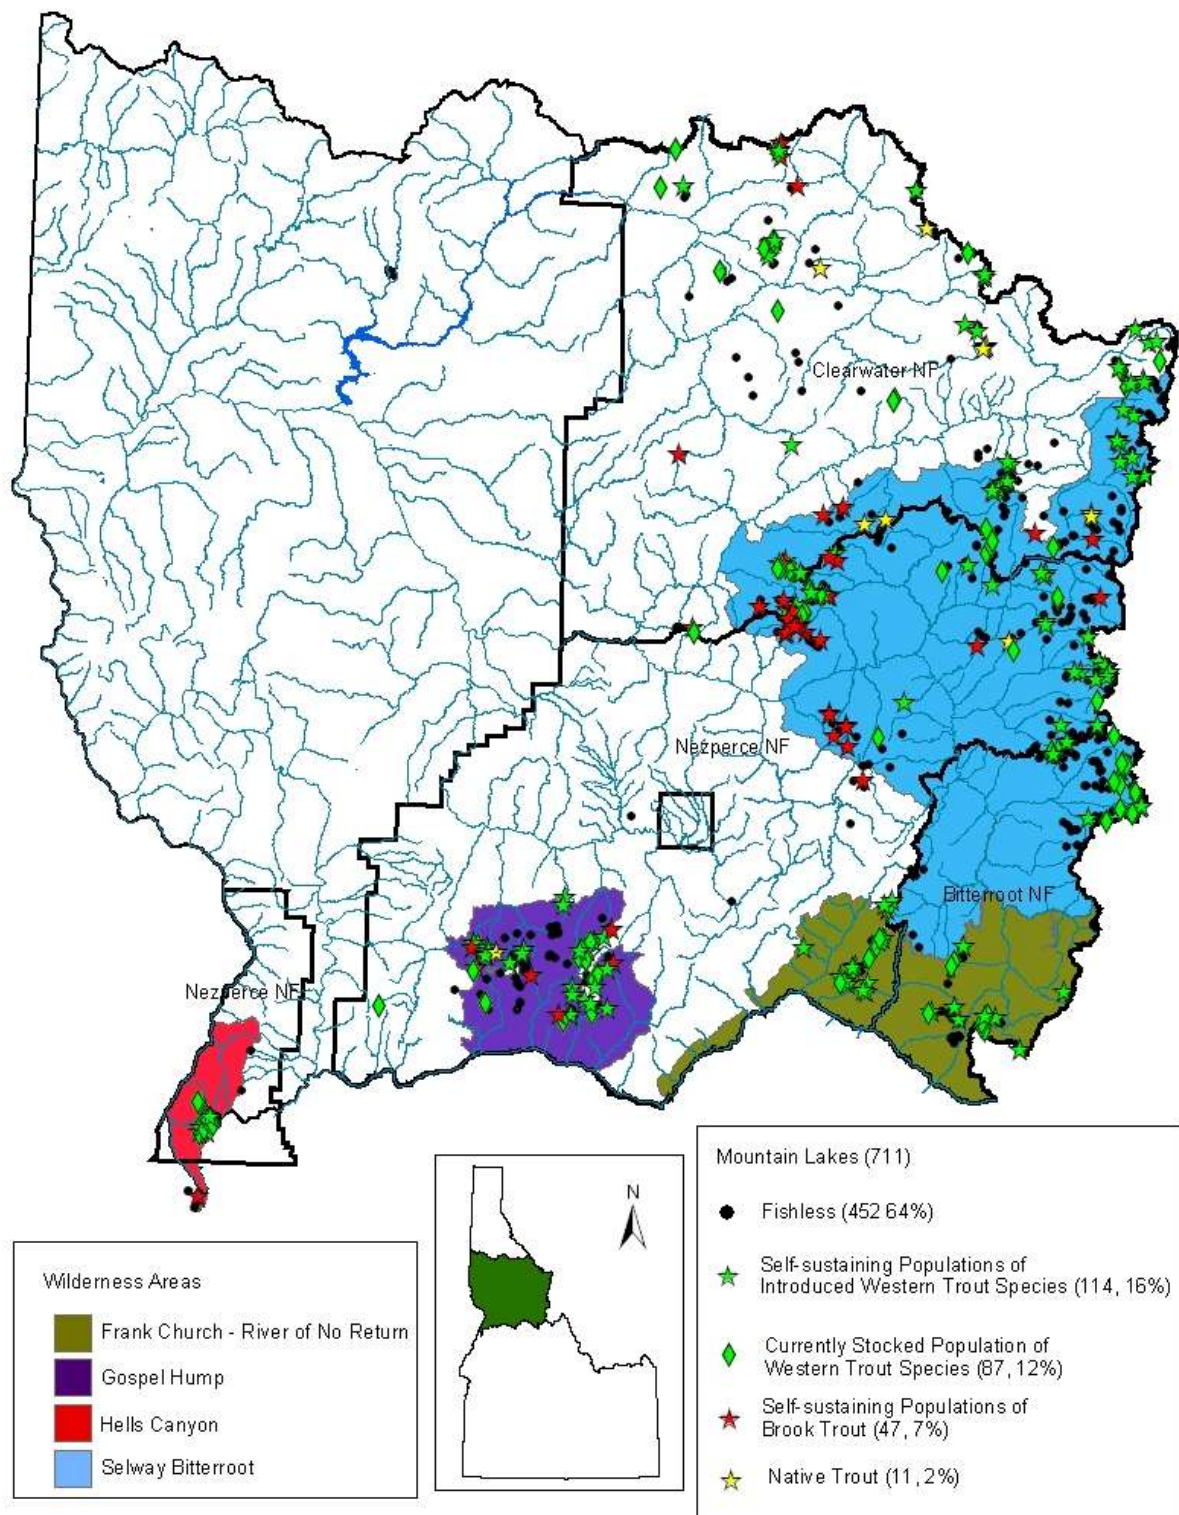 Clearwater NF
Nezperce NF
Bitterroot NF
Nezperce NF
N
Mountain Lakes (711)
Fishless (452 64%)
Self-sustaining Populations of
Introduced Western Trout Species (114, 16%)
Currently Stocked Population of
Western Trout Species (87, 12%)
Self-sustaining Populations of
Brook Trout (47, 7%)
Native Trout (11, 2%)
Wilderness Areas
Frank Church - River of No Return
Gospel Hump
Hells Canyon
Selway Bitterroot